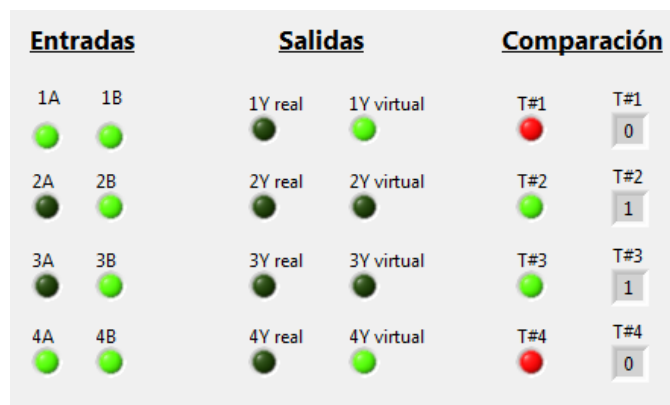 Entradas Salidas Comparación
1A 1B 1Y real 1Y virtual T#1 T#1
0
2A 2B 2Y real 2Y virtual T#2 T#2
1
3A 3B 3Y real 3Y virtual T#3 T#3
1
4A 4B 4Y real 4Y virtual T#4 T#4
0